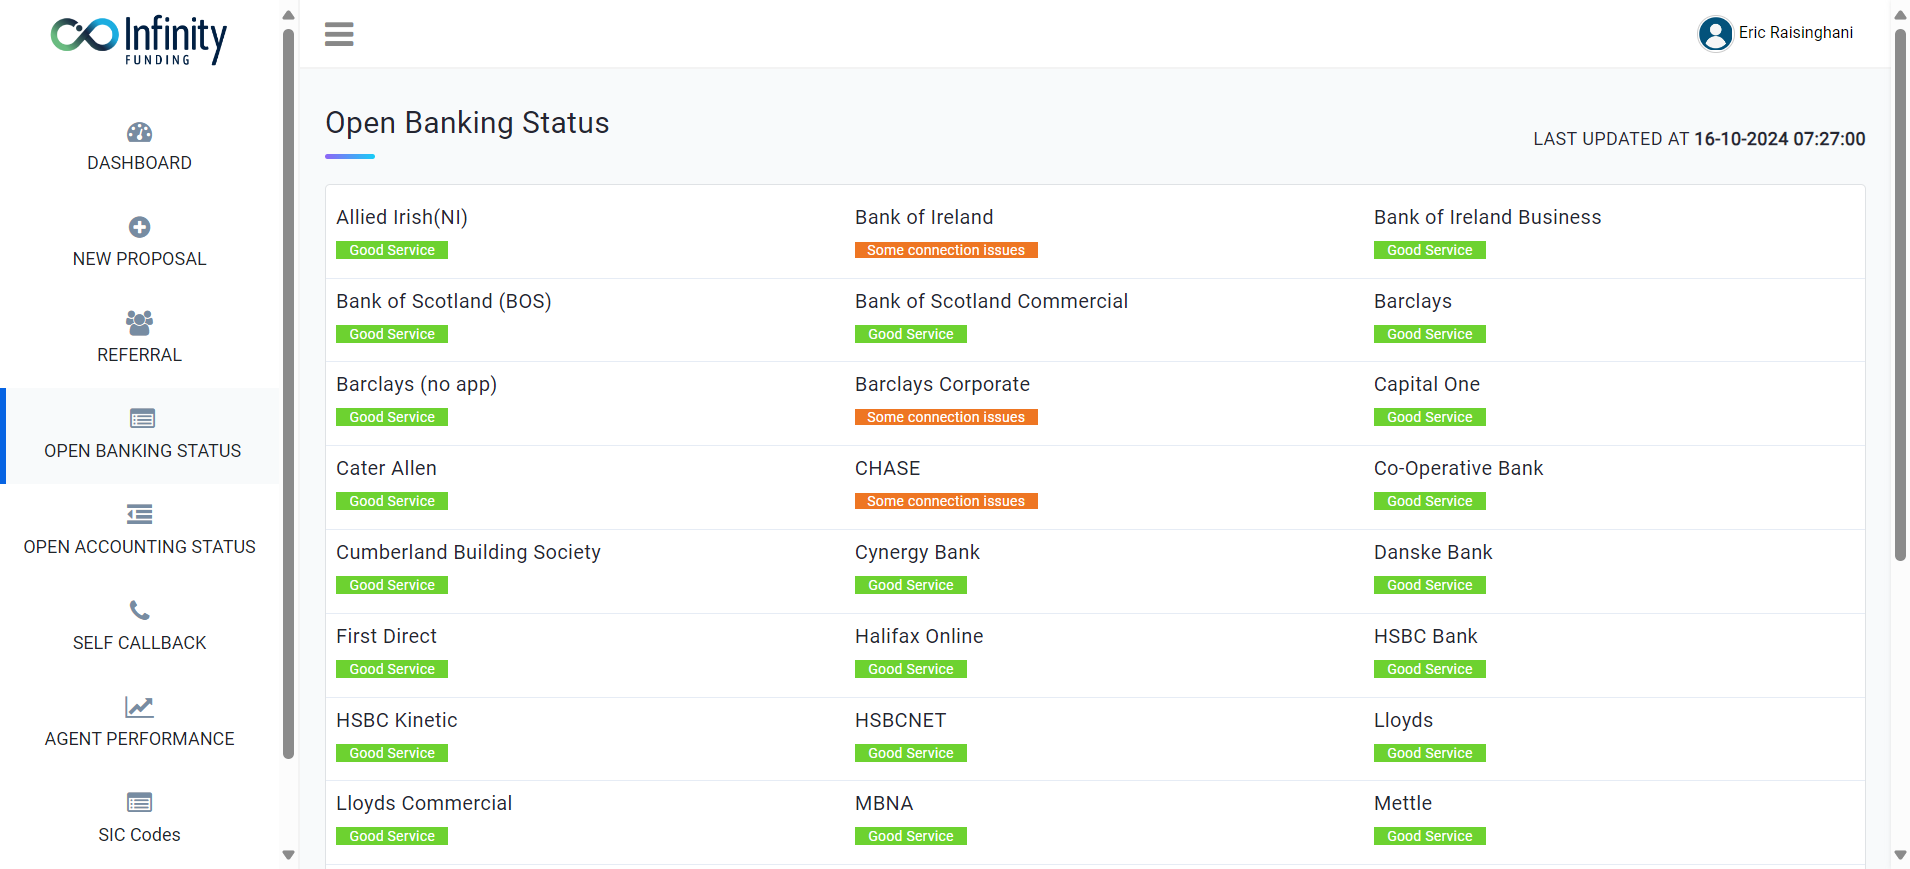 Infinity
FUNDING
Eric Raisinghani
DASHBOARD
NEW PROPOSAL
REFERRAL
OPEN BANKING STATUS
OPEN ACCOUNTING STATUS
SELF CALLBACK
AGENT PERFORMANCE
SIC Codes
Open Banking Status
LAST UPDATED AT 16-10-2024 07:27:00
Allied Irish(NI)
Good Service
Bank of Ireland
Some connection issues
Bank of Ireland Business
Good Service
Bank of Scotland (BOS)
Good Service
Bank of Scotland Commercial
Good Service
Barclays
Good Service
Barclays (no app)
Good Service
Barclays Corporate
Some connection issues
Capital One
Good Service
Cater Allen
Good Service
CHASE
Some connection issues
Co-Operative Bank
Good Service
Cumberland Building Society
Good Service
Cynergy Bank
Good Service
Danske Bank
Good Service
First Direct
Good Service
Halifax Online
Good Service
HSBC Bank
Good Service
HSBC Kinetic
Good Service
HSBCNET
Good Service
Lloyds
Good Service
Lloyds Commercial
Good Service
MBNA
Good Service
Mettle
Good Service